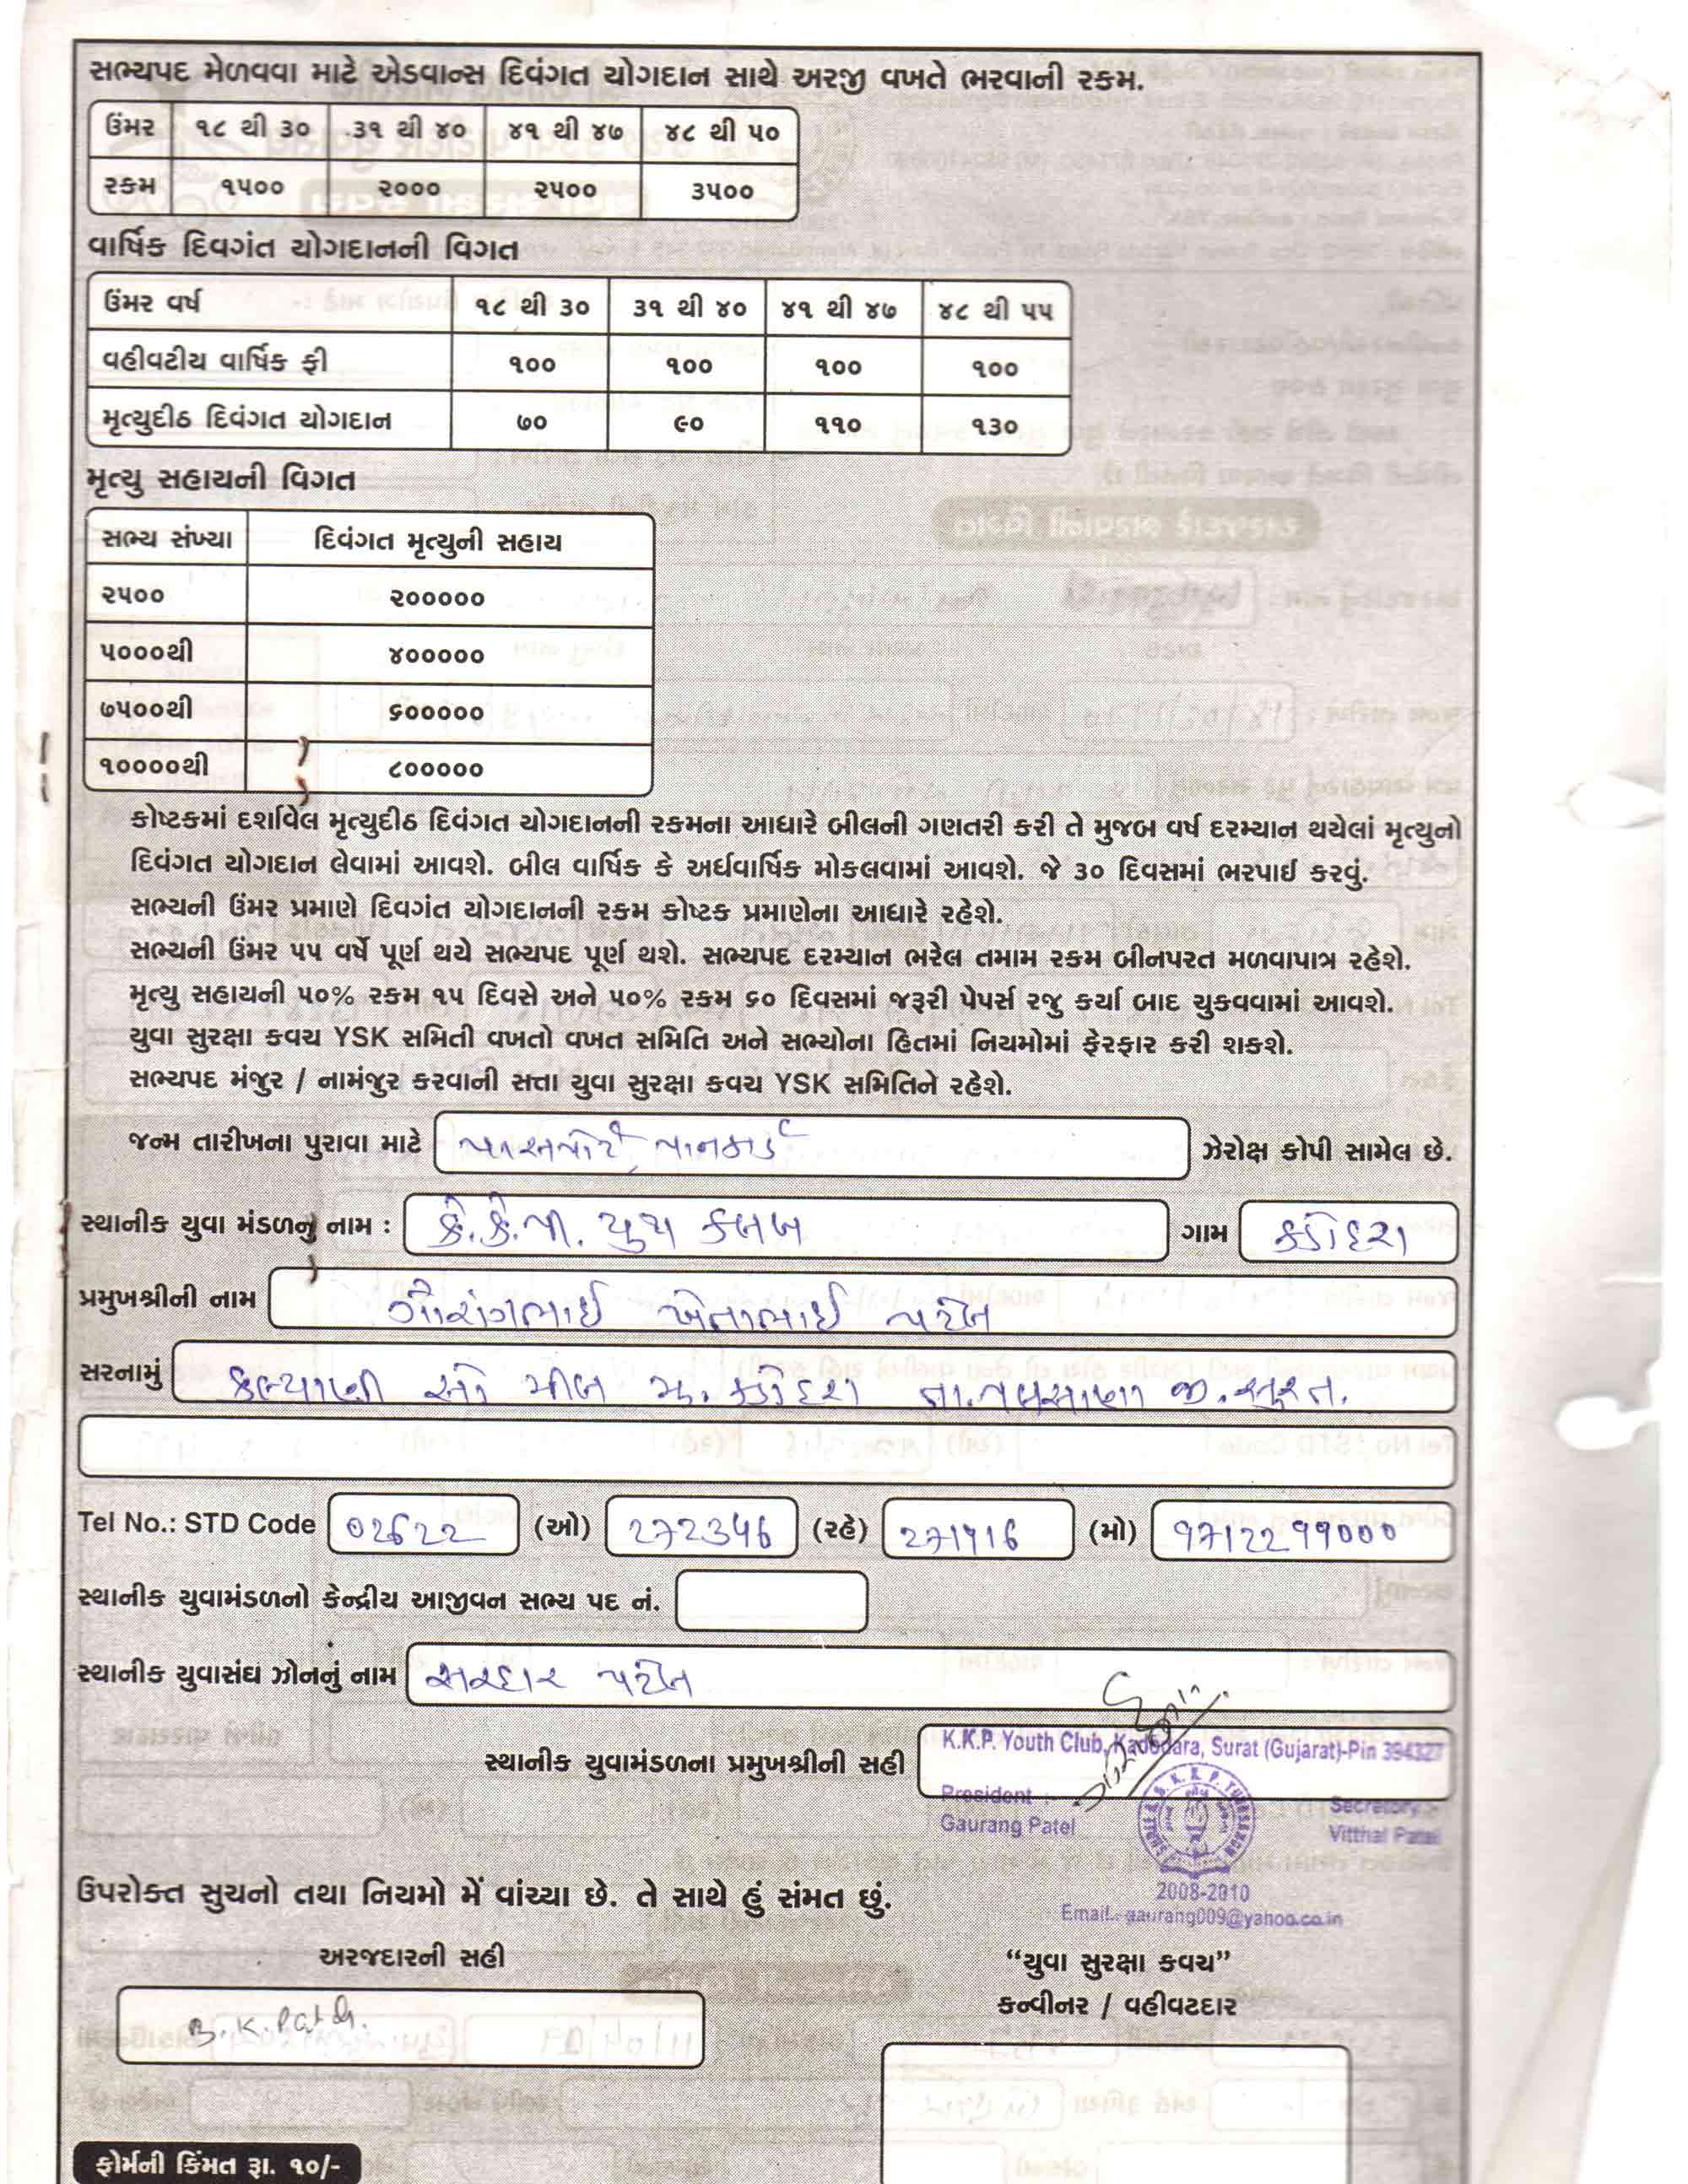 સભ્યપદ મેળવવા માટે એડવાન્સ દિવંગત યોગદાન સાથે અરજી વખતે ભરવાની રકમ.
ઉંમર ૧૮ થી ૩૦ ૩૧ થી ૪૦ ૪૧ થી ૪૭ ૪૮ થી ૫૦
રકમ ૧૫૦૦ ૨૦૦૦ ૨૫૦૦ ૩૫૦૦
વાર્ષિક દિવગંત યોગદાનની વિગત
ઉંમર વર્ષ ૧૮ થી ૩૦ ૩૧ થી ૪૦ ૪૧ થી ૪૭ ૪૮ થી ૫૫
વહીવટીય વાર્ષિક ફી ૧૦૦ ૧૦૦ ૧૦૦ ૧૦૦
મૃત્યુદીઠ દિવંગત યોગદાન ૭૦ ૯૦ ૧૧૦ ૧૩૦
મૃત્યુ સહાયની વિગત
સભ્ય સંખ્યા દિવંગત મૃત્યુની સહાય
૨૫૦૦ ૨૦૦૦૦૦
૫૦૦૦થી ૪૦૦૦૦૦
૭૫૦૦થી ૬૦૦૦૦૦
૧૦૦૦૦થી ૮૦૦૦૦૦
કોષ્ટકમાં દર્શાવેલ મૃત્યુદીઠ દિવંગત યોગદાનની રકમના આધારે બીલની ગણતરી કરી તે મુજબ વર્ષ દરમ્યાન થયેલાં મૃત્યુનો
દિવંગત યોગદાન લેવામાં આવશે. બીલ વાર્ષિક કે અર્ધવાર્ષિક મોકલવામાં આવશે. જે ૩૦ દિવસમાં ભરપાઈ કરવું.
સભ્યની ઉંમર પ્રમાણે દિવગંત યોગદાનની રકમ કોષ્ટક પ્રમાણેના આધારે રહેશે.
સભ્યની ઉંમર ૫૫ વર્ષે પૂર્ણ થયે સભ્યપદ પૂર્ણ થશે. સભ્યપદ દરમ્યાન ભરેલ તમામ રકમ બીનપરત મળવાપાત્ર રહેશે.
મૃત્યુ સહાયની ૫૦% રકમ ૧૫ દિવસે અને ૫૦% રકમ ૬૦ દિવસમાં જરૂરી પેપર્સ રજુ કર્યા બાદ ચુકવવામાં આવશે.
યુવા સુરક્ષા કવચ YSK સમિતી વખતો વખત સમિતિ અને સભ્યોના હિતમાં નિયમોમાં ફેરફાર કરી શકશે.
સભ્યપદ મંજુર / નામંજુર કરવાની સત્તા યુવા સુરક્ષા કવચ YSK સમિતિને રહેશે.
જન્મ તારીખના પુરાવા માટે પાસપોર્ટ, પાનકાર્ડ ઝેરોક્ષ કોપી સામેલ છે.
સ્થાનીક યુવા મંડળનુ નામ : કે.કે.પી. યુથ કલબ ગામ કડોદરા
પ્રમુખશ્રીની નામ ગૌરાંગભાઈ ખેતાભાઈ પટેલ
સરનામું કલ્યાણી સો મીલ મુ. કડોદરા તા.પલસાણા જી.સુરત.
Tel No.: STD Code 02622 (ઓ) 272346 (રહે) 271916 (મો) 9712299000
સ્થાનીક યુવામંડળનો કેન્દ્રીય આજીવન સભ્ય પદ નં.
સ્થાનીક યુવાસંઘ ઝોનનું નામ સરદાર પટેલ
સ્થાનીક યુવામંડળના પ્રમુખશ્રીની સહી K.K.P. Youth Club, Kadodara, Surat (Gujarat)-Pin 394327
President :- Secretory:-
Gaurang Patel Vitthal Patel
2008-2010
ઉપરોક્ત સુચનો તથા નિયમો મેં વાંચ્યા છે. તે સાથે હું સંમત છું.
Email.-gaurang009@yahoo.co.in
અરજદારની સહી "યુવા સુરક્ષા કવચ"
કન્વીનર / વહીવટદાર
B.K.Patel.
ફોર્મની કિંમત રૂા. ૧૦/-